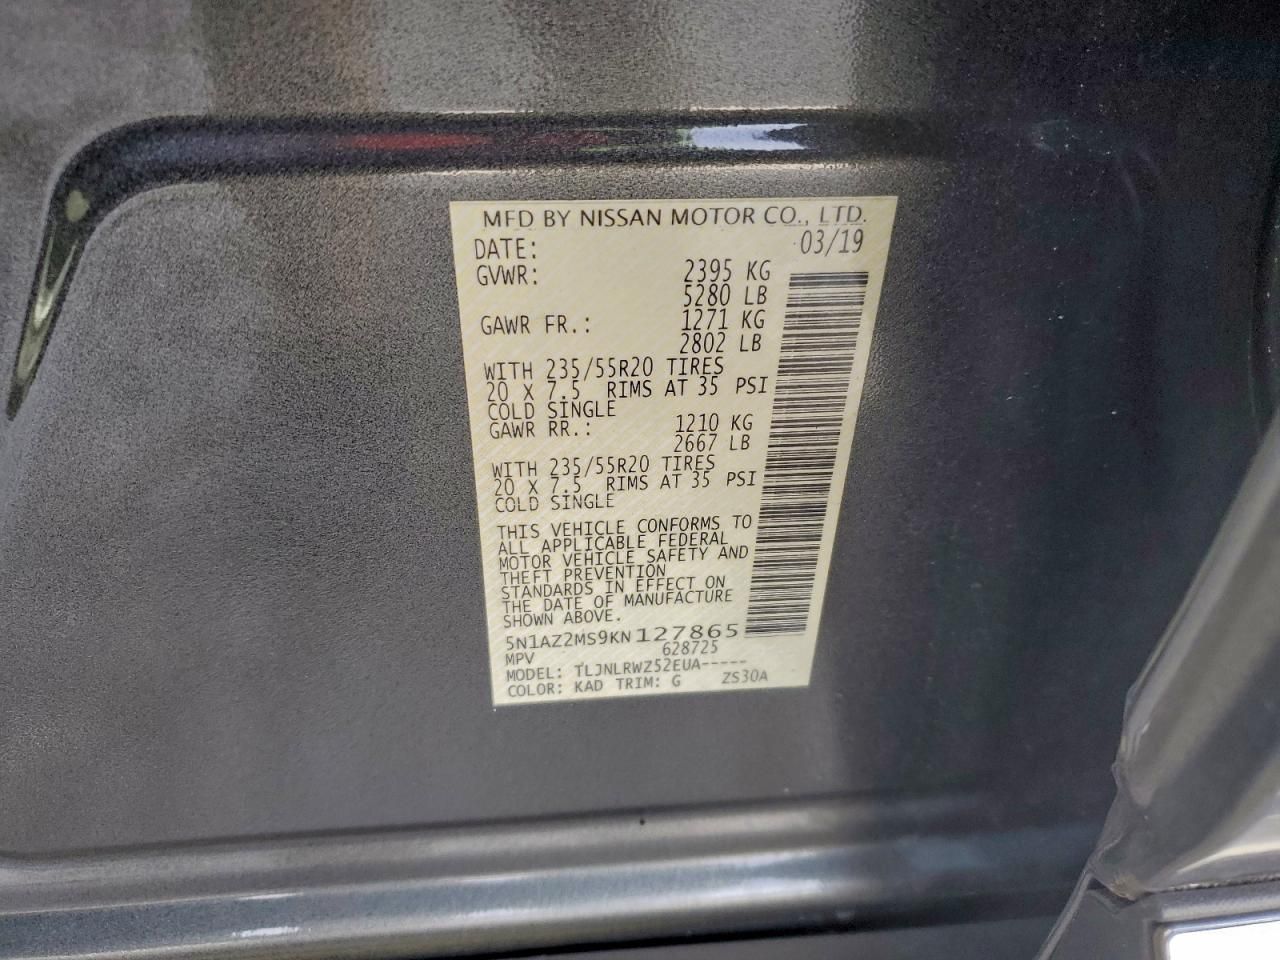 MFD BY NISSAN MOTOR CO., LTD.
DATE: 03/19
GVWR: 2395 KG
5280 LB
GAWR FR.: 1271 KG
2802 LB
WITH 235/55R20 TIRES
20 X 7.5 RIMS AT 35 PSI
COLD SINGLE
GAWR RR.: 1210 KG
2667 LB
WITH 235/55R20 TIRES
20 X 7.5 RIMS AT 35 PSI
COLD SINGLE
THIS VEHICLE CONFORMS TO
ALL APPLICABLE FEDERAL
MOTOR VEHICLE SAFETY AND
THEFT PREVENTION
STANDARDS IN EFFECT ON
THE DATE OF MANUFACTURE
SHOWN ABOVE.
5N1AZ2MS9KN127865
MPV 628725
MODEL: TLJNLRWZ52EUA-----
COLOR: KAD TRIM: G ZS30A